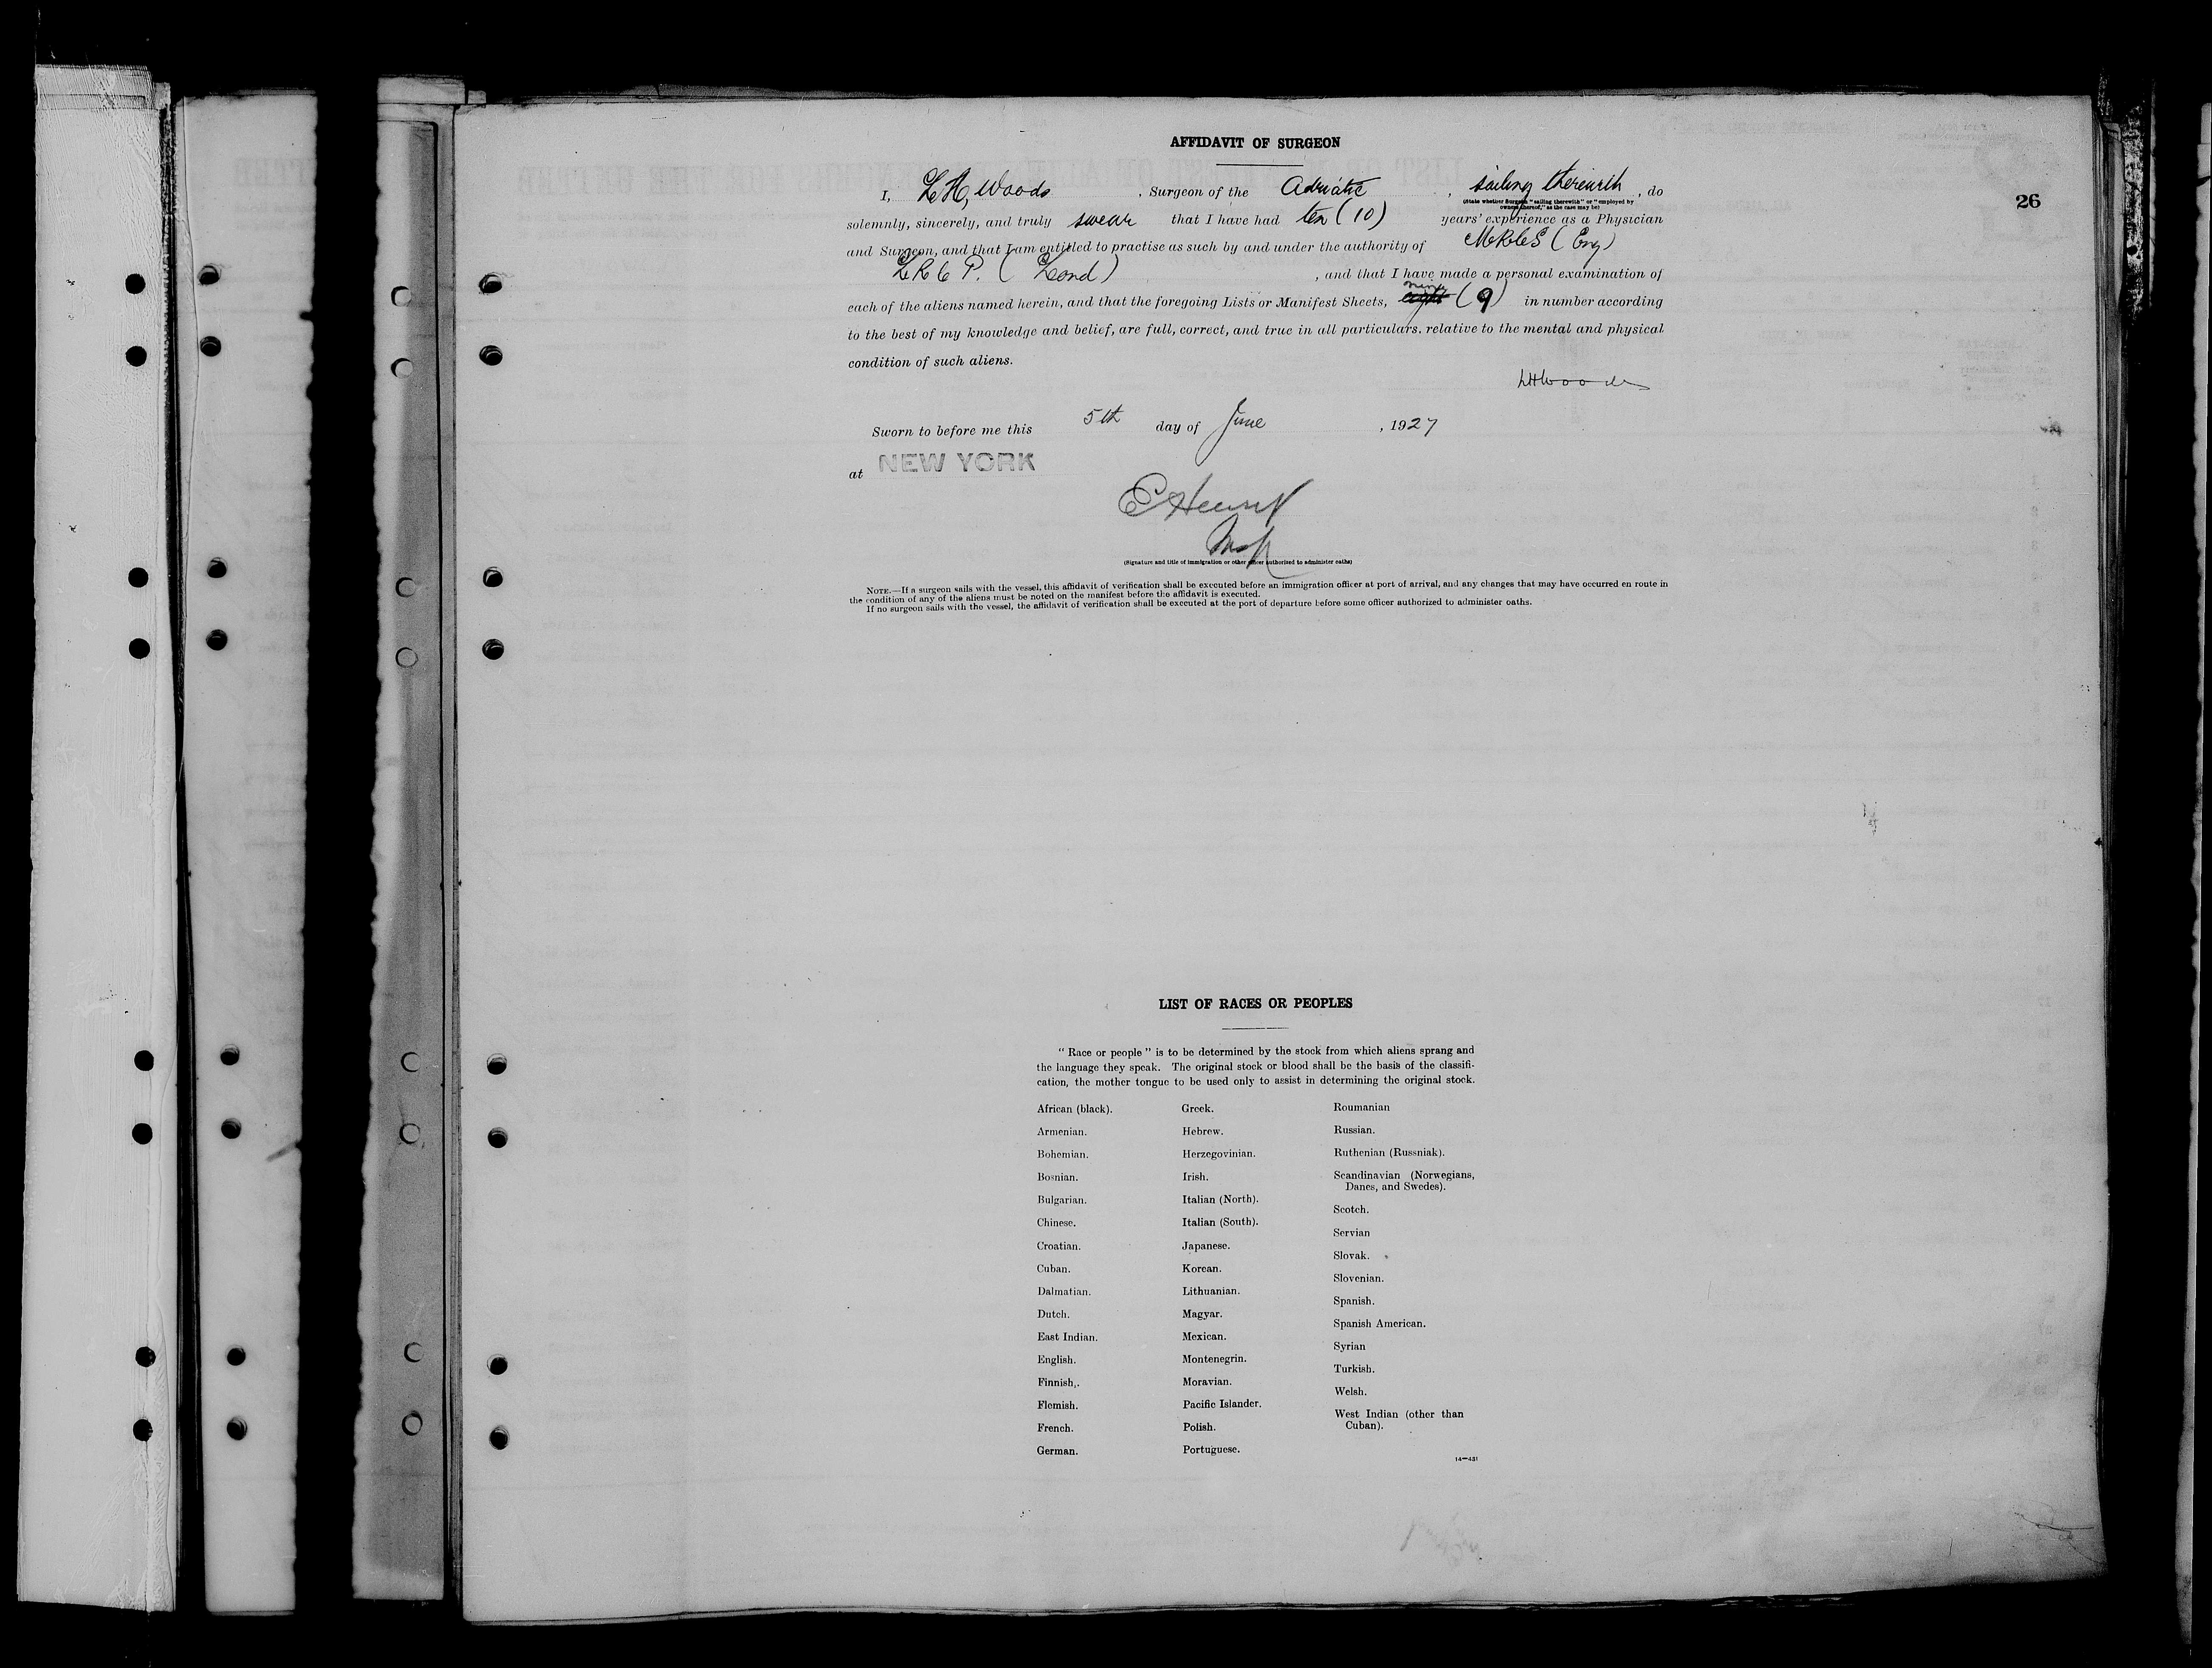 AFFIDAVIT OF SURGEON
26
I, L H Woods , Surgeon of the Adriatic , sailing therewith , do
(State whether Surgeon "sailing therewith" or "employed by
owners thereof," as the case may be)
solemnly, sincerely, and truly swear that I have had ten (10) years' experience as a Physician
and Surgeon, and that I am entitled to practise as such by and under the authority of MRCS (Eng)
LRCP. (Lond) , and that I have made a personal examination of
nine
each of the aliens named herein, and that the foregoing Lists or Manifest Sheets, eight (9) in number according
to the best of my knowledge and belief, are full, correct, and true in all particulars. relative to the mental and physical
condition of such aliens.
LHWoods
Sworn to before me this 5th day of June , 1927
at NEW YORK
(Signature and title of immigration or other officer authorized to administer oaths)
NOTE.—If a surgeon sails with the vessel, this affidavit of verification shall be executed before an immigration officer at port of arrival, and any changes that may have occurred en route in
the condition of any of the aliens must be noted on the manifest before the affidavit is executed.
If no surgeon sails with the vessel, the affidavit of verification shall be executed at the port of departure before some officer authorized to administer oaths.
LIST OF RACES OR PEOPLES
" Race or people " is to be determined by the stock from which aliens sprang and
the language they speak. The original stock or blood shall be the basis of the classifi-
cation, the mother tongue to be used only to assist in determining the original stock.
African (black).
Armenian.
Bohemian.
Bosnian.
Bulgarian.
Chinese.
Croatian.
Cuban.
Dalmatian.
Dutch.
East Indian.
English.
Finnish,.
Flemish.
French.
German.
Greek.
Hebrew.
Herzegovinian.
Irish.
Italian (North).
Italian (South).
Japanese.
Korean.
Lithuanian.
Magyar.
Mexican.
Montenegrin.
Moravian.
Pacific Islander.
Polish.
Portuguese.
Roumanian
Russian.
Ruthenian (Russniak).
Scandinavian (Norwegians,
Danes, and Swedes).
Scotch.
Servian
Slovak.
Slovenian.
Spanish.
Spanish American.
Syrian
Turkish.
Welsh.
West Indian (other than
Cuban).
14—431